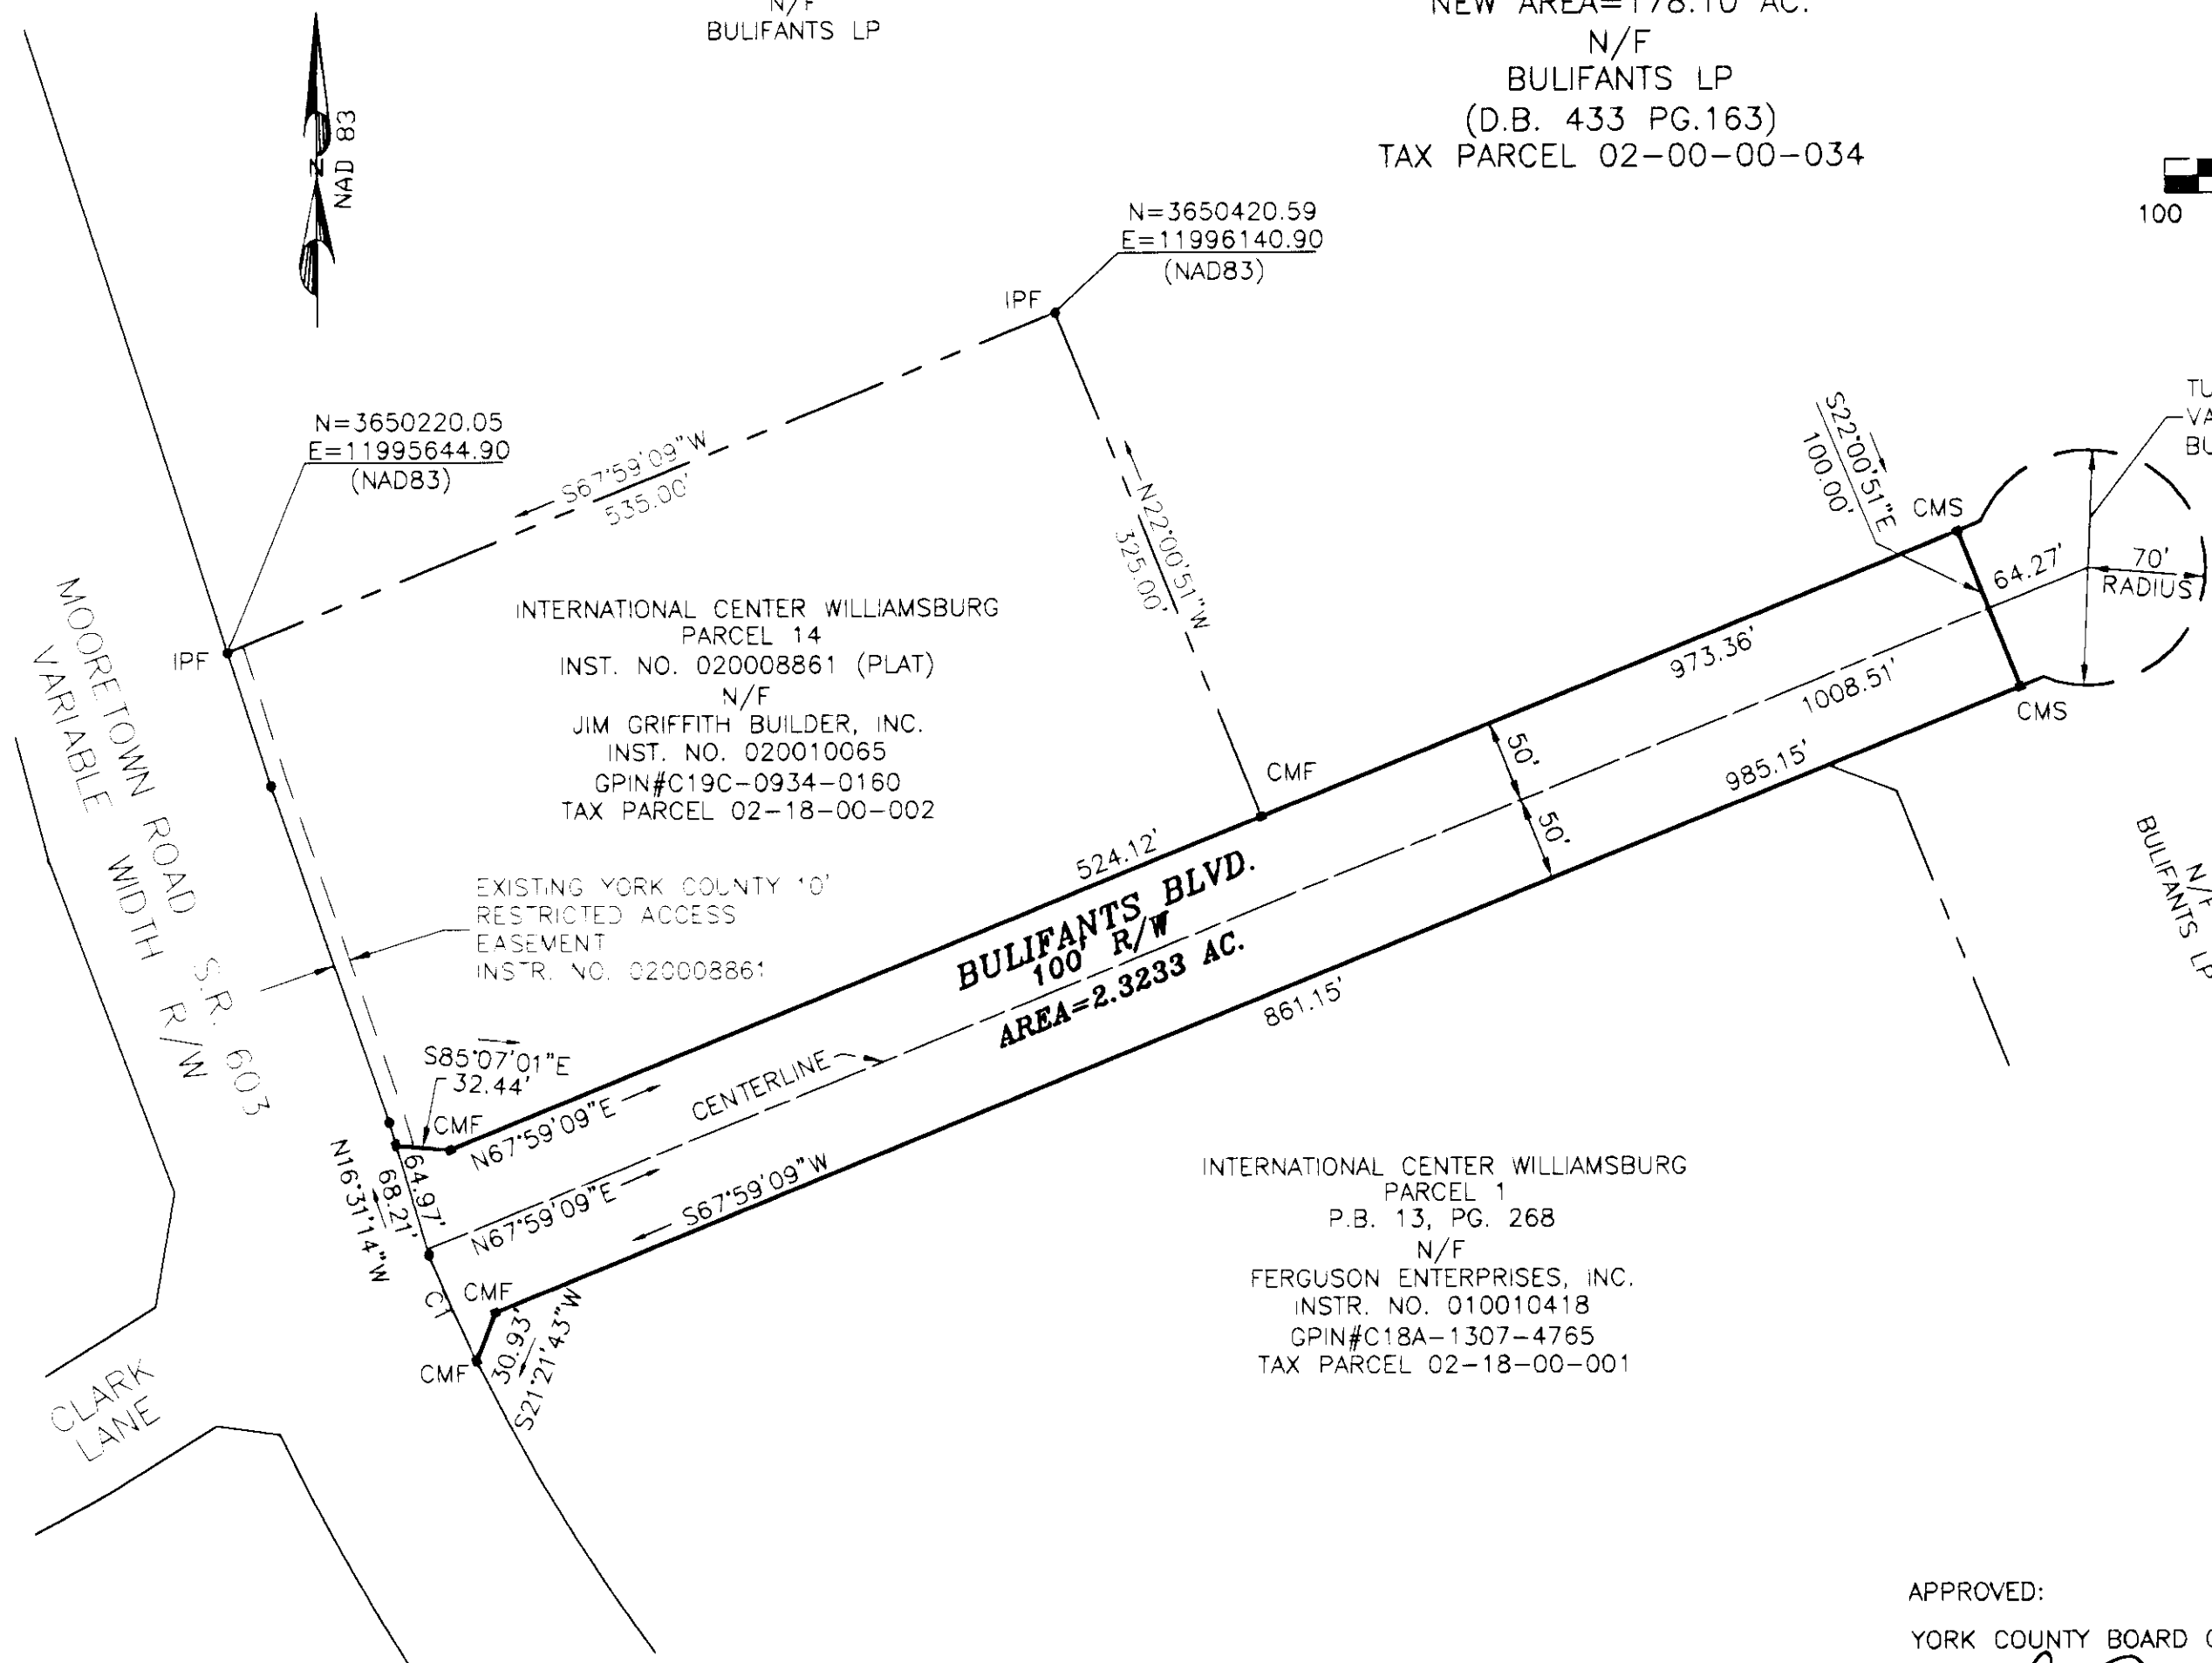 N/F
BULIFANTS LP
NEW AREA=178.10 AC.
N/F
BULIFANTS LP
(D.B. 433 PG.163)
TAX PARCEL 02-00-00-034
N
NAD 83
100
N=3650420.59
E=11996140.90
(NAD83)
IPF
N=3650220.05
E=11995644.90
(NAD83)
S67°59'09"W
535.00'
N22°00'51"W
325.00'
S22°00'51"E
100.00'
CMS
64.27'
70'
RADIUS
CMS
IPF
MOORETOWN ROAD S.R. 603
VARIABLE WIDTH R/W
INTERNATIONAL CENTER WILLIAMSBURG
PARCEL 14
INST. NO. 020008861 (PLAT)
N/F
JIM GRIFFITH BUILDER, INC.
INST. NO. 020010065
GPIN#C19C-0934-0160
TAX PARCEL 02-18-00-002
CMF
973.36'
1008.51'
985.15'
50'
50'
524.12'
BULIFANTS BLVD.
100' R/W
AREA=2.3233 AC.
861.15'
N/F
BULIFANTS LP
EXISTING YORK COUNTY 10'
RESTRICTED ACCESS
EASEMENT
INSTR. NO. 020008861
S85°07'01"E
32.44'
CMF
N67°59'09"E
CENTERLINE
N67°59'09"E
S67°59'09"W
64.97'
68.21'
N16°31'14"W
C1
CMF
CMF
30.93'
S21°21'43"W
INTERNATIONAL CENTER WILLIAMSBURG
PARCEL 1
P.B. 13, PG. 268
N/F
FERGUSON ENTERPRISES, INC.
INSTR. NO. 010010418
GPIN#C18A-1307-4765
TAX PARCEL 02-18-00-001
CLARK
LANE
APPROVED:
YORK COUNTY BOARD